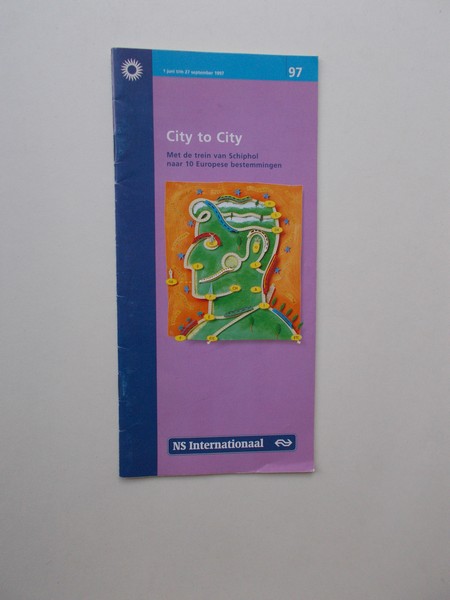 1 juni t/m 27 september 1997
97
City to City
Met de trein van Schiphol
naar 10 Europese bestemmingen
NS Internationaal